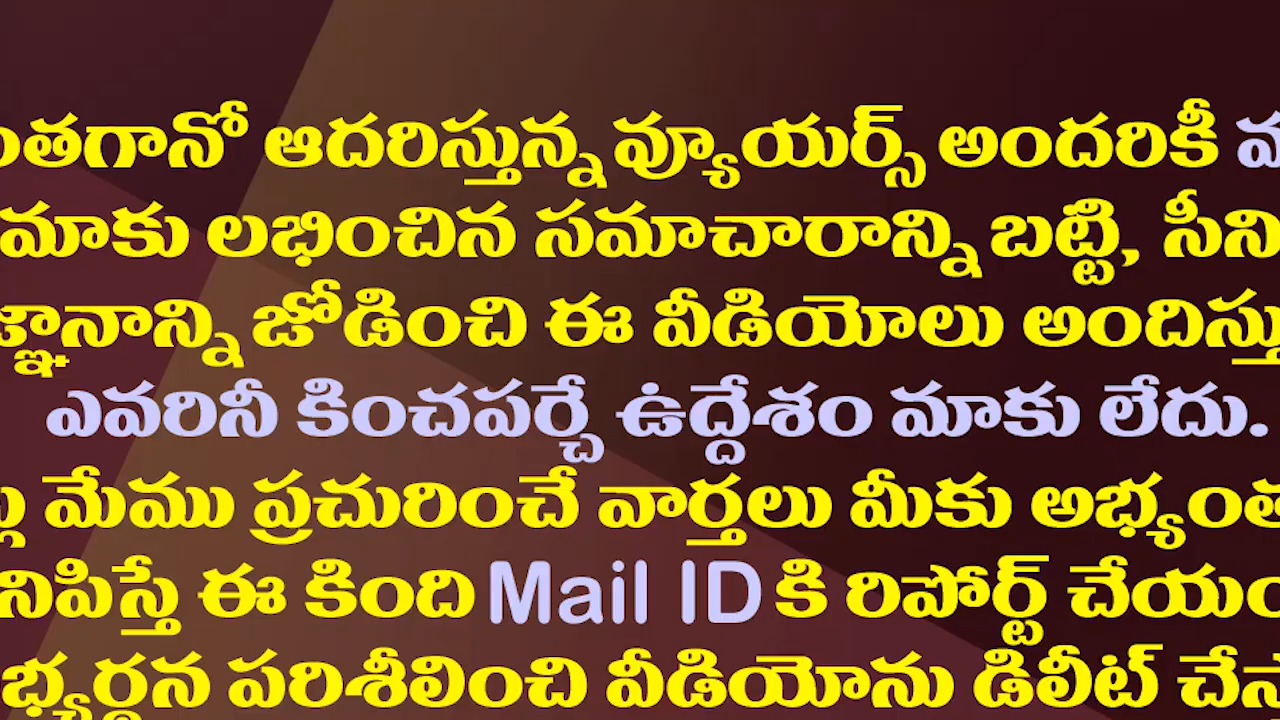 ంతగానో ఆదరిస్తున్న వ్యూయర్స్ అందరికీ
మాకు లభించిన సమాచారాన్ని బట్టి, సీని
జ్ఞానాన్ని జోడించి ఈ వీడియోలు అందిస్తు
ఎవరినీ కించపర్చే ఉద్దేశం మాకు లేదు.
మేము ప్రచురించే వార్తలు మీకు అభ్యంత
నిపిస్తే ఈ కింది Mail ID కి రిపోర్ట్ చేయం
భ్యర్థన పరిశీలించి వీడియోను డిలీట్ చేస